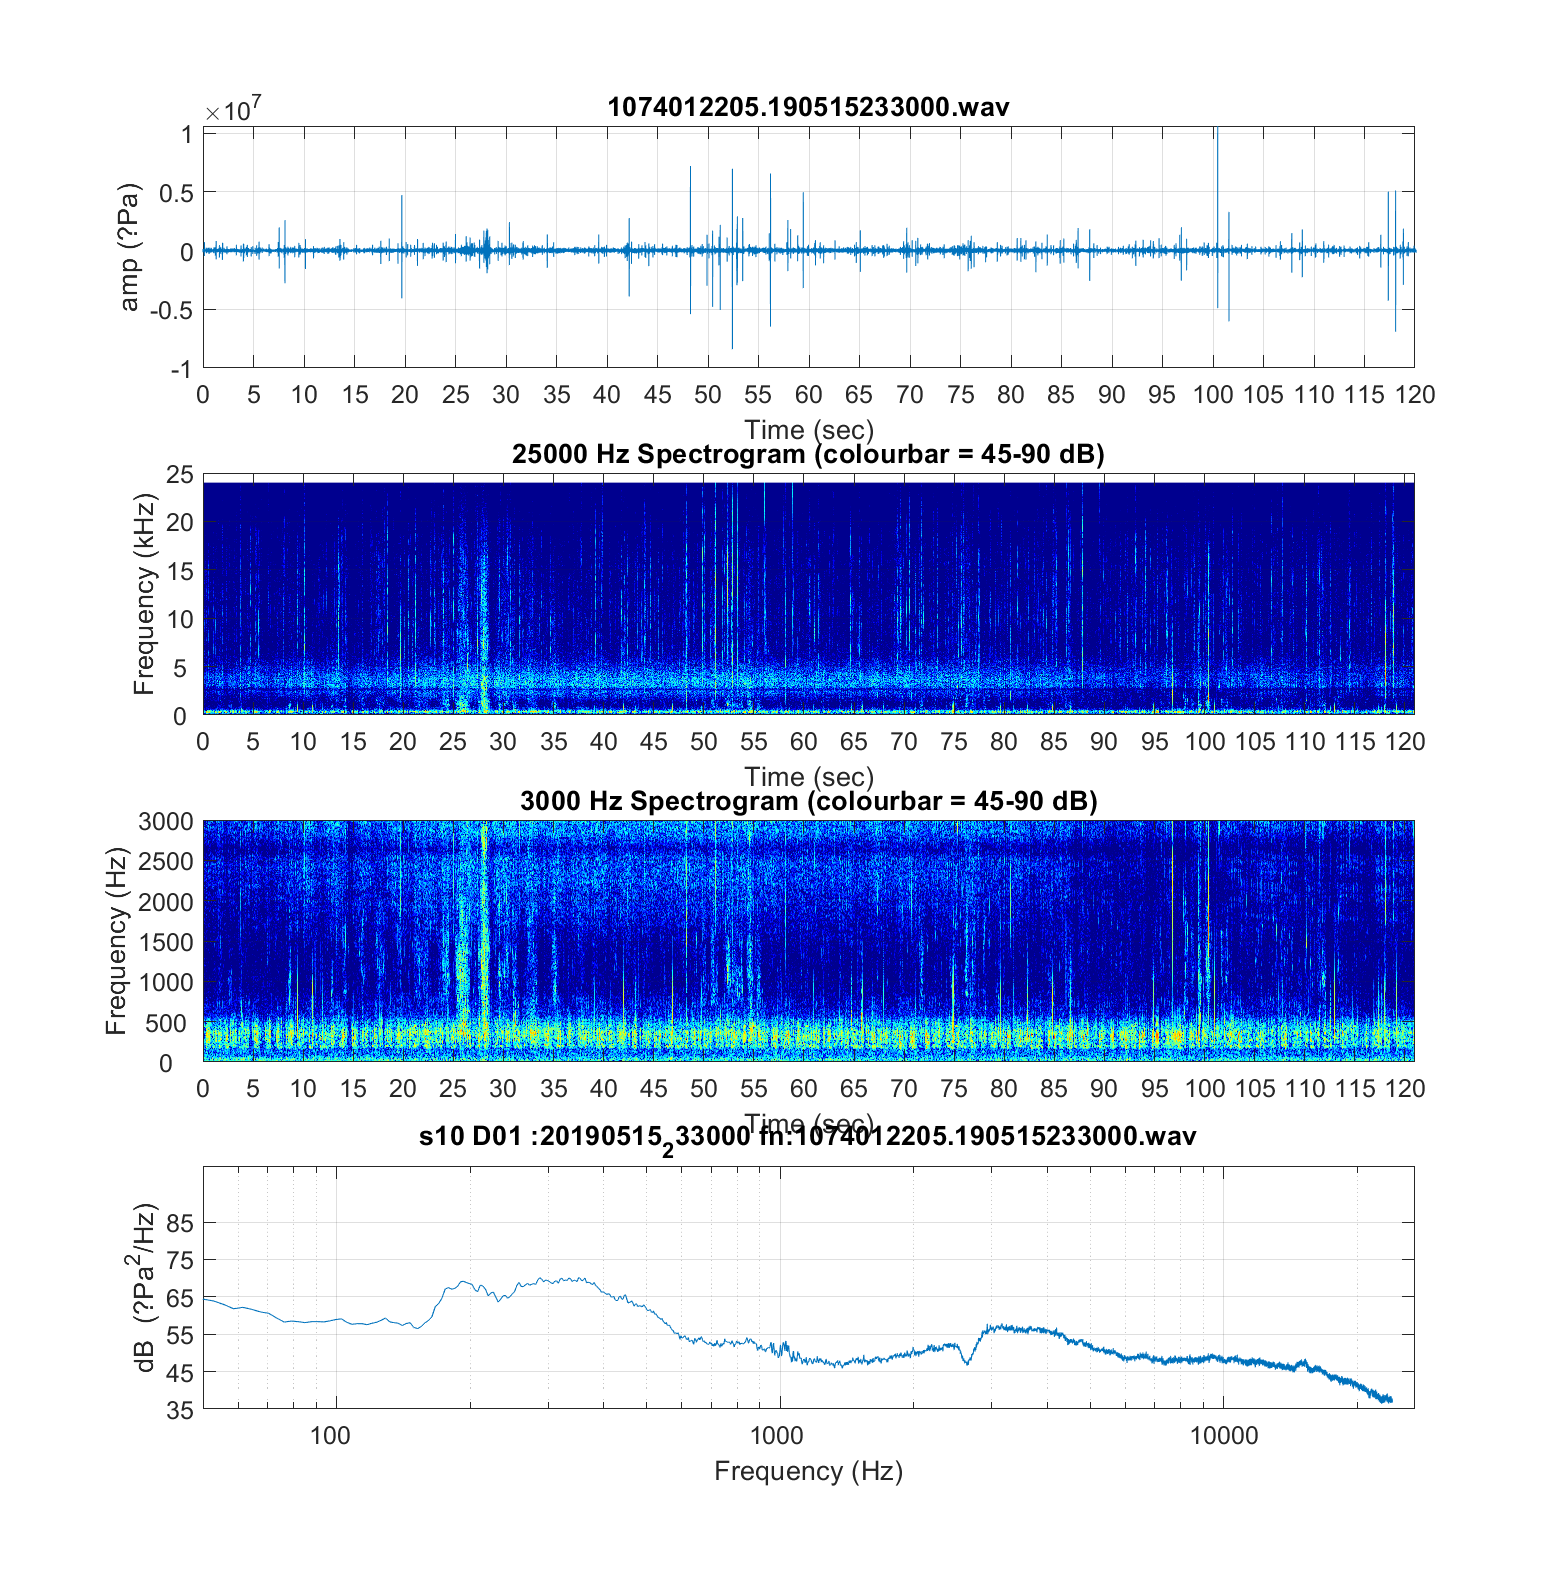 ×10⁷
1074012205.190515233000.wav
1
0.5
0
-0.5
-1
amp (?Pa)
0 5 10 15 20 25 30 35 40 45 50 55 60 65 70 75 80 85 90 95 100 105 110 115 120
Time (sec)
25000 Hz Spectrogram (colourbar = 45-90 dB)
25
20
15
10
5
0
Frequency (kHz)
0 5 10 15 20 25 30 35 40 45 50 55 60 65 70 75 80 85 90 95 100 105 110 115 120
Time (sec)
3000 Hz Spectrogram (colourbar = 45-90 dB)
3000
2500
2000
1500
1000
500
0
Frequency (Hz)
0 5 10 15 20 25 30 35 40 45 50 55 60 65 70 75 80 85 90 95 100 105 110 115 120
Time (sec)
s10 D01 :20190515₂33000 fn:1074012205.190515233000.wav
85
75
65
55
45
35
dB (?Pa²/Hz)
100 1000 10000
Frequency (Hz)